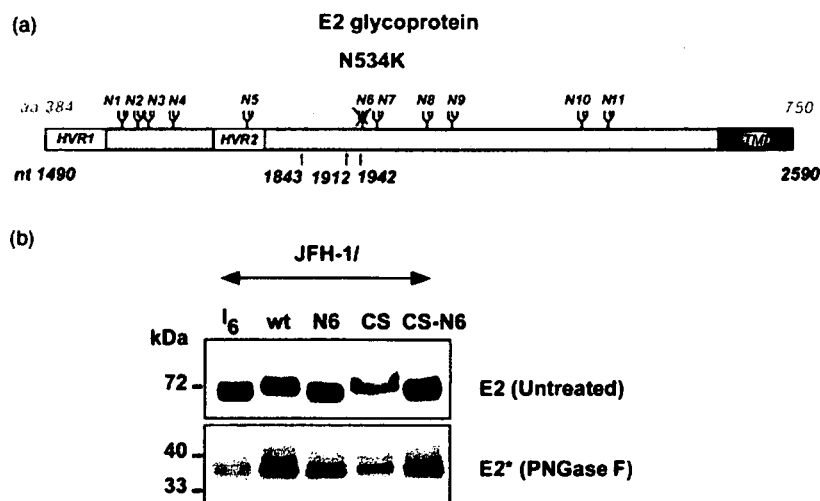 (a)
E2 glycoprotein
N534K
aa 384 N1 N2 N3 N4 N5 N6 N7 N8 N9 N10 N11 750
HVR1 HVR2 TMD
nt 1490 1843 1912 1942 2590
(b)
JFH-1/
kDa I6 wt N6 CS CS-N6
72 E2 (Untreated)
40
E2* (PNGase F)
33